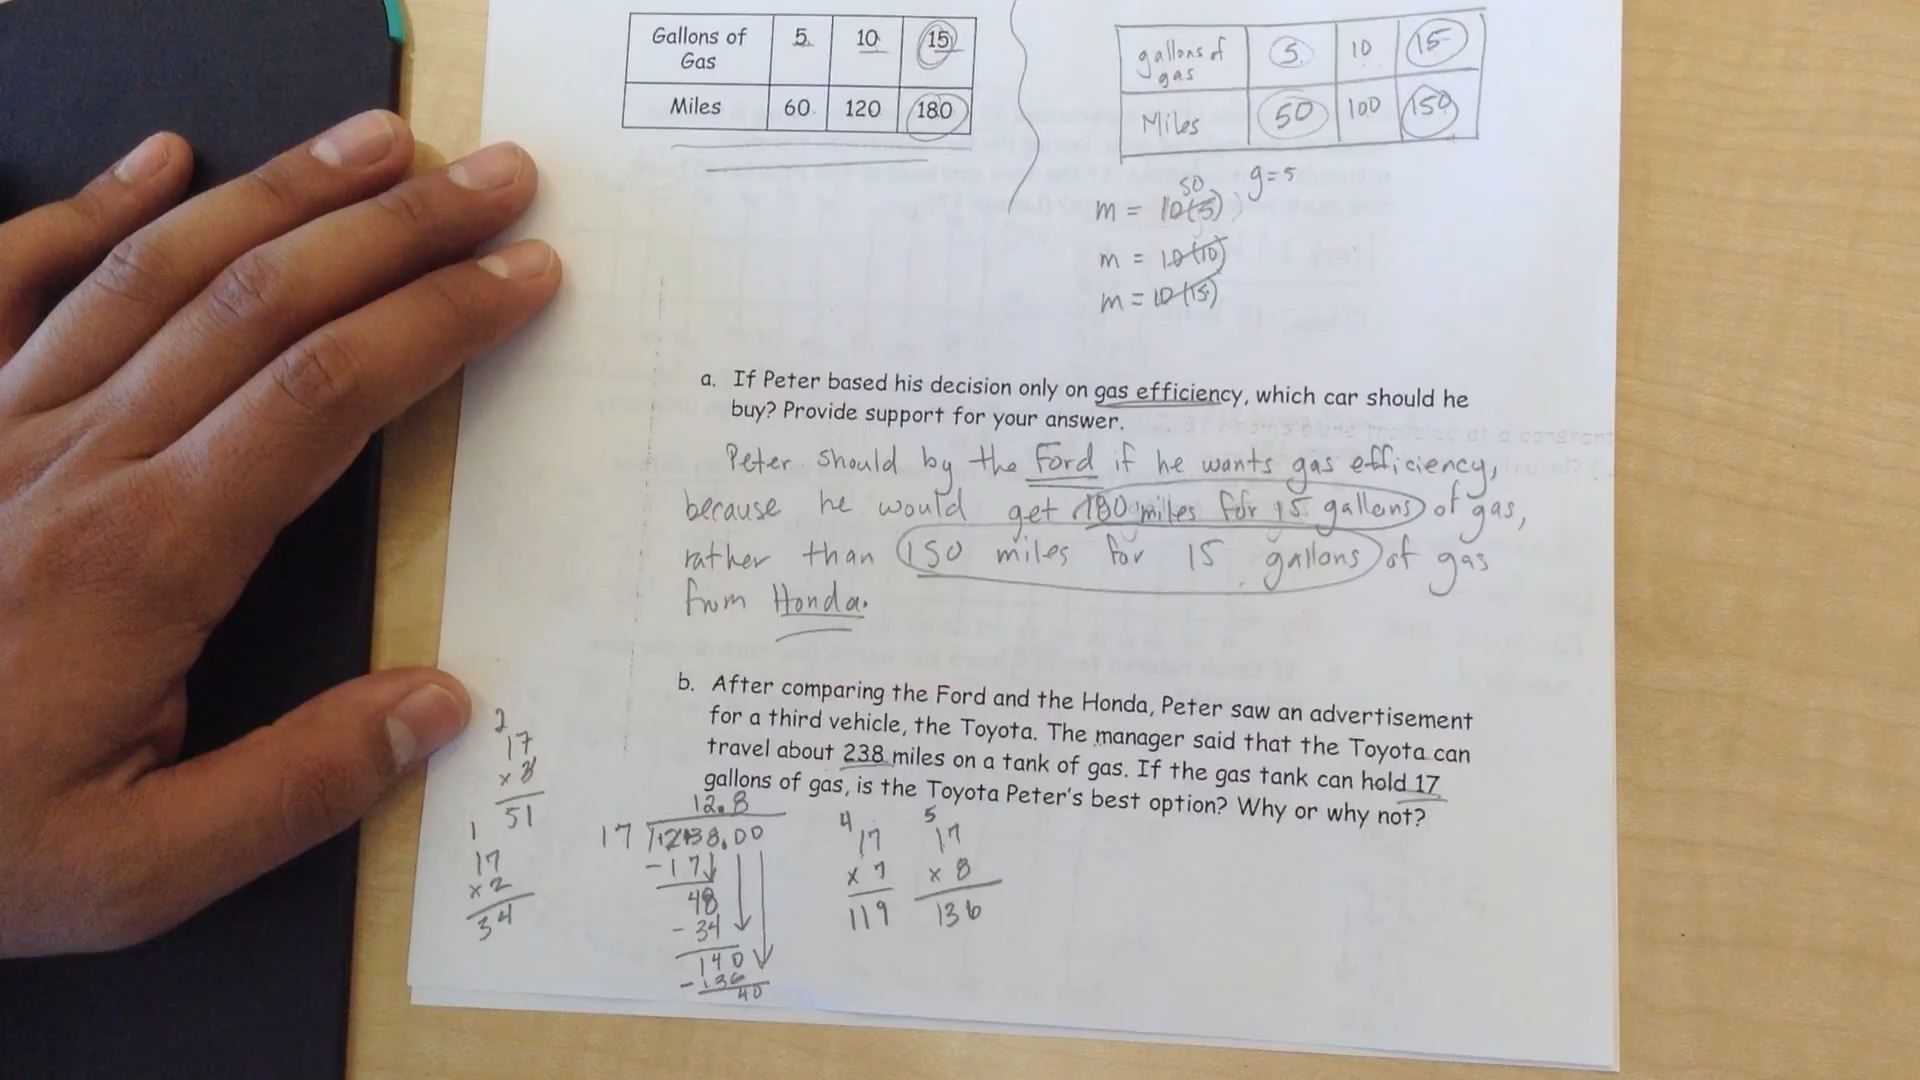 Gallons of Gas 5 10 15
Miles 60 120 180
gallons of gas 5 10 15
Miles 50 100 150
50
m = 10(5) g=5
m = 10(10)
m = 10(15)
a. If Peter based his decision only on gas efficiency, which car should he
buy? Provide support for your answer.
Peter should by the Ford if he wants gas efficiency,
because he would get 180 miles for 15 gallons of gas,
rather than 150 miles for 15 gallons of gas
from Honda.
b. After comparing the Ford and the Honda, Peter saw an advertisement
for a third vehicle, the Toyota. The manager said that the Toyota can
travel about 238 miles on a tank of gas. If the gas tank can hold 17
gallons of gas, is the Toyota Peter's best option? Why or why not?
2
17
x 3
51
1
17
x 2
34
12.8
17 238.00
-17
48
- 34
140
- 136
40
4
17
x 7
119
5
17
x 8
136